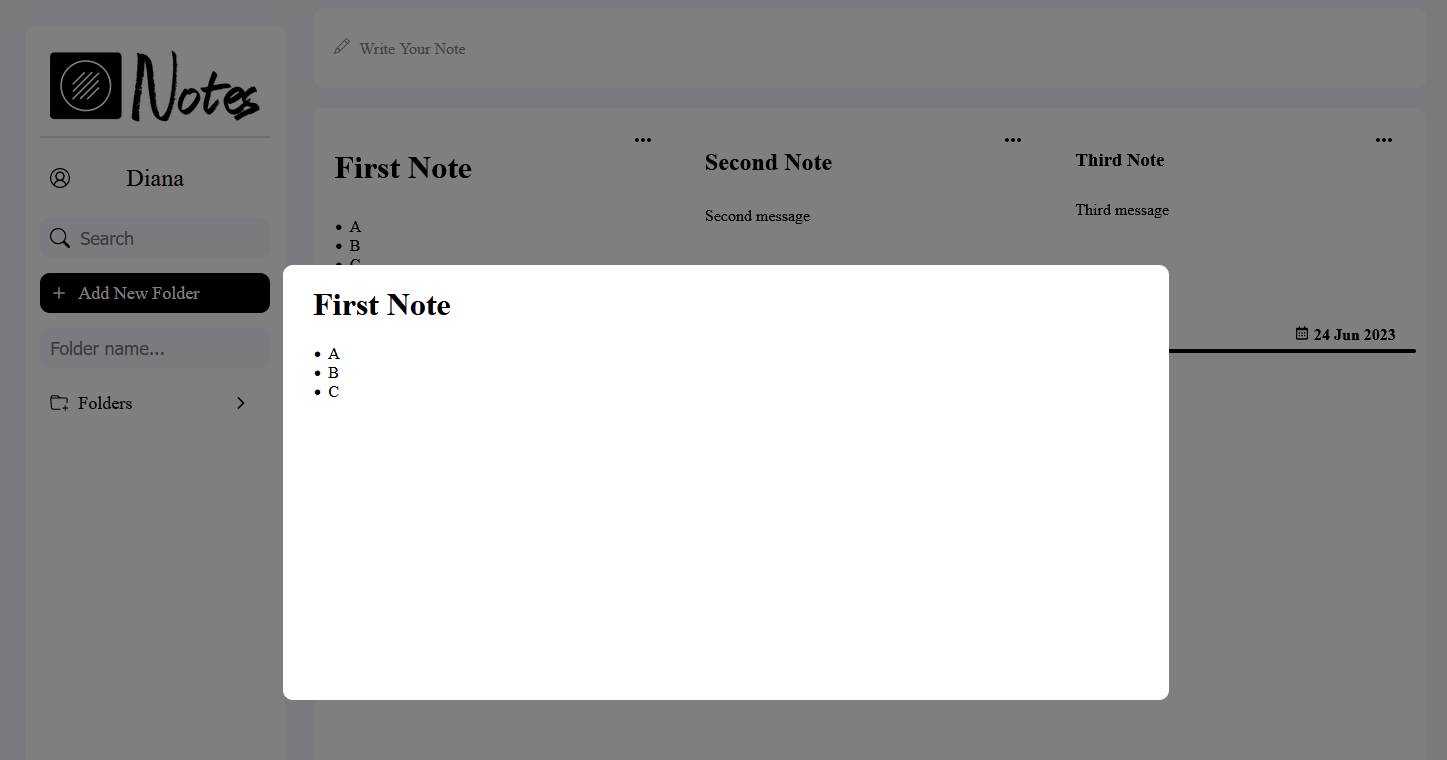 Notes
Diana
Search
Add New Folder
Folder name...
Folders
Write Your Note
First Note
A
B
C
Second Note
Second message
Third Note
Third message
24 Jun 2023
First Note
A
B
C